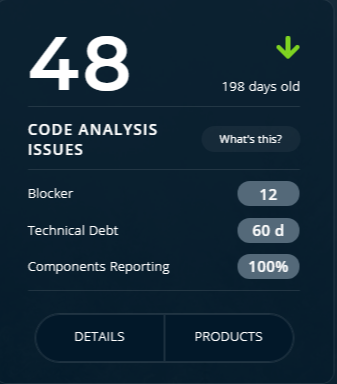 48
198 days old
CODE ANALYSIS
ISSUES
What's this?
Blocker 12
Technical Debt 60 d
Components Reporting 100%
DETAILS PRODUCTS